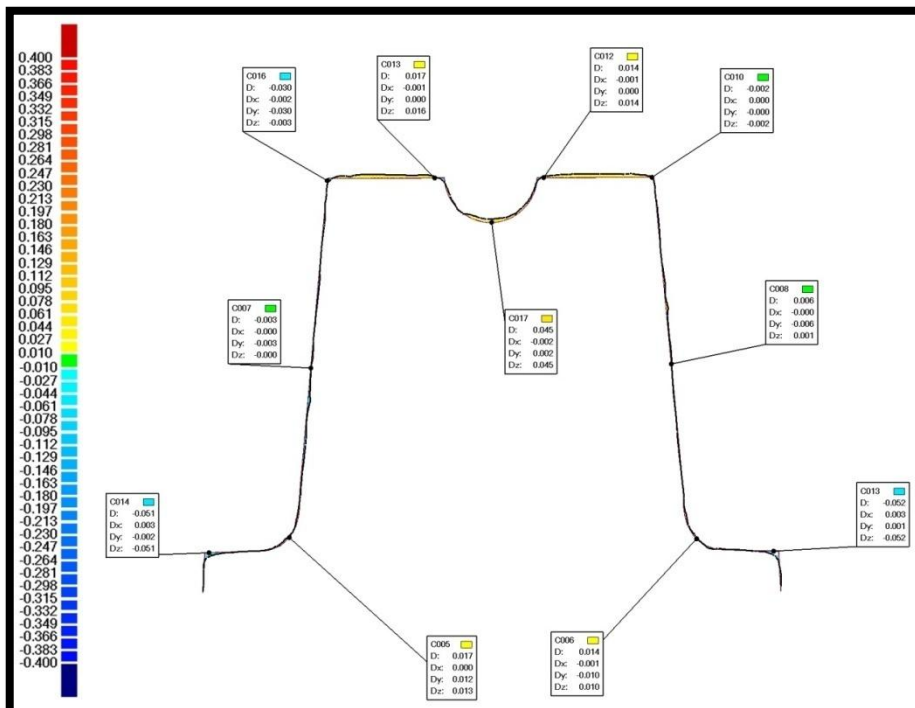 0.400
0.383
0.366
0.349
0.332
0.315
0.298
0.281
0.264
0.247
0.230
0.213
0.197
0.180
0.163
0.146
0.129
0.112
0.095
0.078
0.061
0.044
0.027
0.010
-0.010
-0.027
-0.044
-0.061
-0.078
-0.095
-0.112
-0.129
-0.146
-0.163
-0.180
-0.197
-0.213
-0.230
-0.247
-0.264
-0.281
-0.298
-0.315
-0.332
-0.349
-0.366
-0.383
-0.400
C016
D: -0.030
Dx: -0.002
Dy: -0.030
Dz: -0.003
C013
D: 0.017
Dx: -0.001
Dy: 0.000
Dz: 0.016
C012
D: 0.014
Dx: -0.001
Dy: 0.000
Dz: 0.014
C010
D: -0.002
Dx: 0.000
Dy: -0.000
Dz: -0.002
C007
D: -0.003
Dx: -0.000
Dy: -0.003
Dz: -0.000
C017
D: 0.045
Dx: -0.002
Dy: 0.002
Dz: 0.045
C008
D: 0.006
Dx: -0.000
Dy: -0.006
Dz: 0.001
C014
D: -0.051
Dx: 0.003
Dy: -0.002
Dz: -0.051
C013
D: -0.052
Dx: 0.003
Dy: 0.001
Dz: -0.052
C005
D: 0.017
Dx: 0.000
Dy: 0.012
Dz: 0.013
C006
D: 0.014
Dx: -0.001
Dy: -0.010
Dz: 0.010